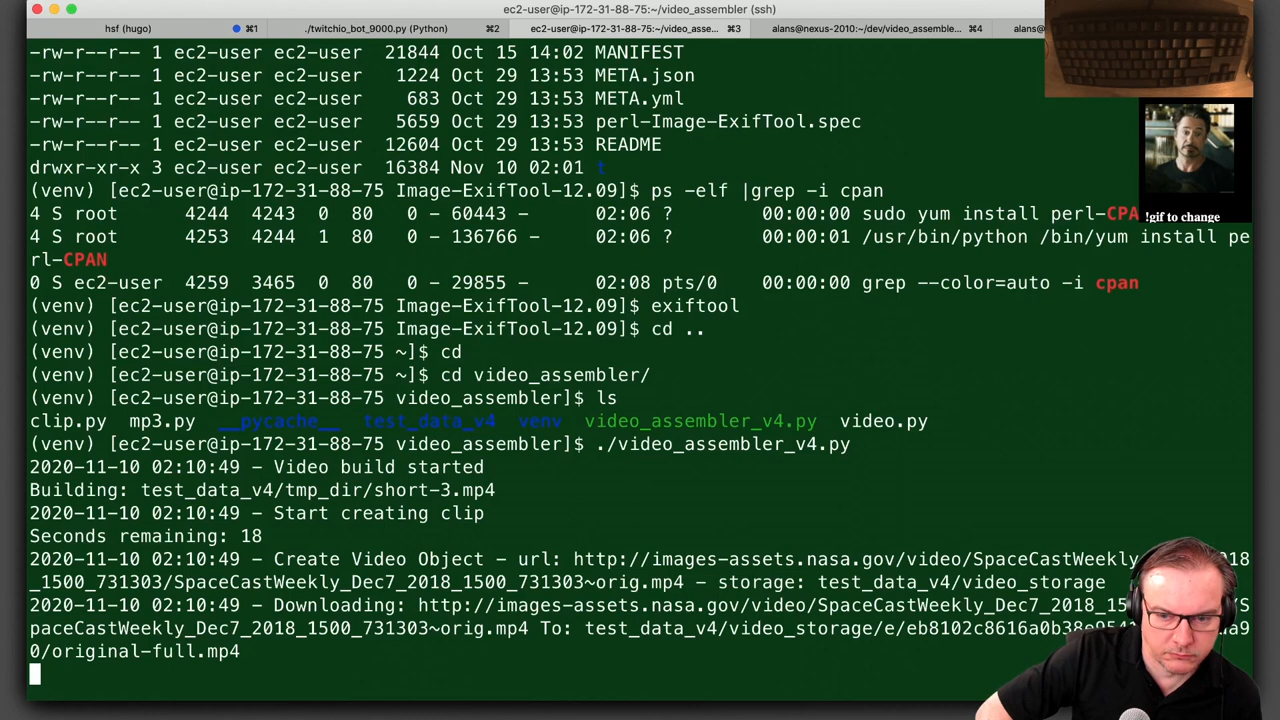 ec2-user@ip-172-31-88-75:~/video_assembler (ssh)
hsf (hugo) ⌘1 ./twitchio_bot_9000.py (Python) ⌘2 ec2-user@ip-172-31-88-75:~/video_asse... ⌘3 alans@nexus-2010:~/dev/video_assemble... ⌘4 alans@
-rw-r--r-- 1 ec2-user ec2-user 21844 Oct 15 14:02 MANIFEST
-rw-r--r-- 1 ec2-user ec2-user 1224 Oct 29 13:53 META.json
-rw-r--r-- 1 ec2-user ec2-user 683 Oct 29 13:53 META.yml
-rw-r--r-- 1 ec2-user ec2-user 5659 Oct 29 13:53 perl-Image-ExifTool.spec
-rw-r--r-- 1 ec2-user ec2-user 12604 Oct 29 13:53 README
drwxr-xr-x 3 ec2-user ec2-user 16384 Nov 10 02:01 t
(venv) [ec2-user@ip-172-31-88-75 Image-ExifTool-12.09]$ ps -elf |grep -i cpan
4 S root 4244 4243 0 80 0 - 60443 - 02:06 ? 00:00:00 sudo yum install perl-CPA
!gif to change
4 S root 4253 4244 1 80 0 - 136766 - 02:06 ? 00:00:01 /usr/bin/python /bin/yum install pe
rl-CPAN
0 S ec2-user 4259 3465 0 80 0 - 29855 - 02:08 pts/0 00:00:00 grep --color=auto -i cpan
(venv) [ec2-user@ip-172-31-88-75 Image-ExifTool-12.09]$ exiftool
(venv) [ec2-user@ip-172-31-88-75 Image-ExifTool-12.09]$ cd ..
(venv) [ec2-user@ip-172-31-88-75 ~]$ cd
(venv) [ec2-user@ip-172-31-88-75 ~]$ cd video_assembler/
(venv) [ec2-user@ip-172-31-88-75 video_assembler]$ ls
clip.py mp3.py __pycache__ test_data_v4 venv video_assembler_v4.py video.py
(venv) [ec2-user@ip-172-31-88-75 video_assembler]$ ./video_assembler_v4.py
2020-11-10 02:10:49 - Video build started
Building: test_data_v4/tmp_dir/short-3.mp4
2020-11-10 02:10:49 - Start creating clip
Seconds remaining: 18
2020-11-10 02:10:49 - Create Video Object - url: http://images-assets.nasa.gov/video/SpaceCastWeekly_ 018
_1500_731303/SpaceCastWeekly_Dec7_2018_1500_731303~orig.mp4 - storage: test_data_v4/video_storage
2020-11-10 02:10:49 - Downloading: http://images-assets.nasa.gov/video/SpaceCastWeekly_Dec7_2018_15 /S
paceCastWeekly_Dec7_2018_1500_731303~orig.mp4 To: test_data_v4/video_storage/e/eb8102c8616a0b38e a9
0/original-full.mp4